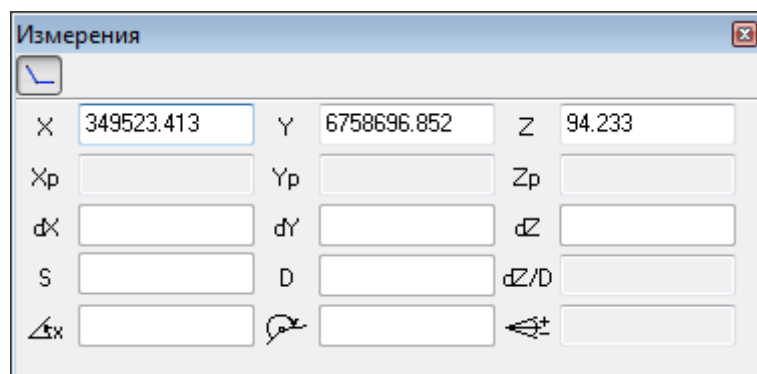 Измерения
X 349523.413 Y 6758696.852 Z 94.233
Xp Yp Zp
dX dY dZ
S D dZ/D
x ±